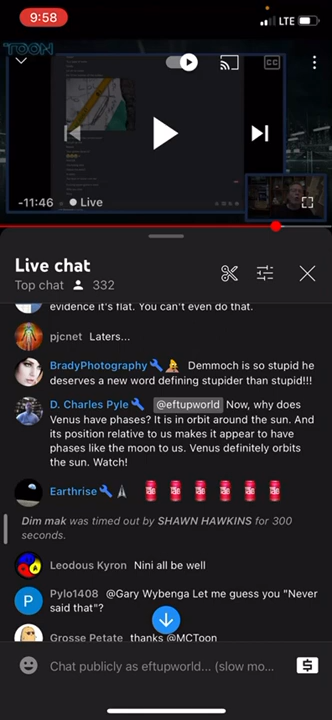 9:58
LTE
TOON
CC
-11:46
Live
Live chat
Top chat 332
evidence it's flat. You can't even do that.
pjcnet Laters...
BradyPhotography Demmoch is so stupid he
deserves a new word defining stupider than stupid!!!
D. Charles Pyle @eftupworld Now, why does
Venus have phases? It is in orbit around the sun. And
its position relative to us makes it appear to have
phases like the moon to us. Venus definitely orbits
the sun. Watch!
Earthrise
Dim mak was timed out by SHAWN HAWKINS for 300
seconds.
Leodous Kyron Nini all be well
P Pylo1408 @Gary Wybenga Let me guess you "Never
said that"?
Grosse Petate thanks @MCToon
Chat publicly as eftupworld... (slow mo...